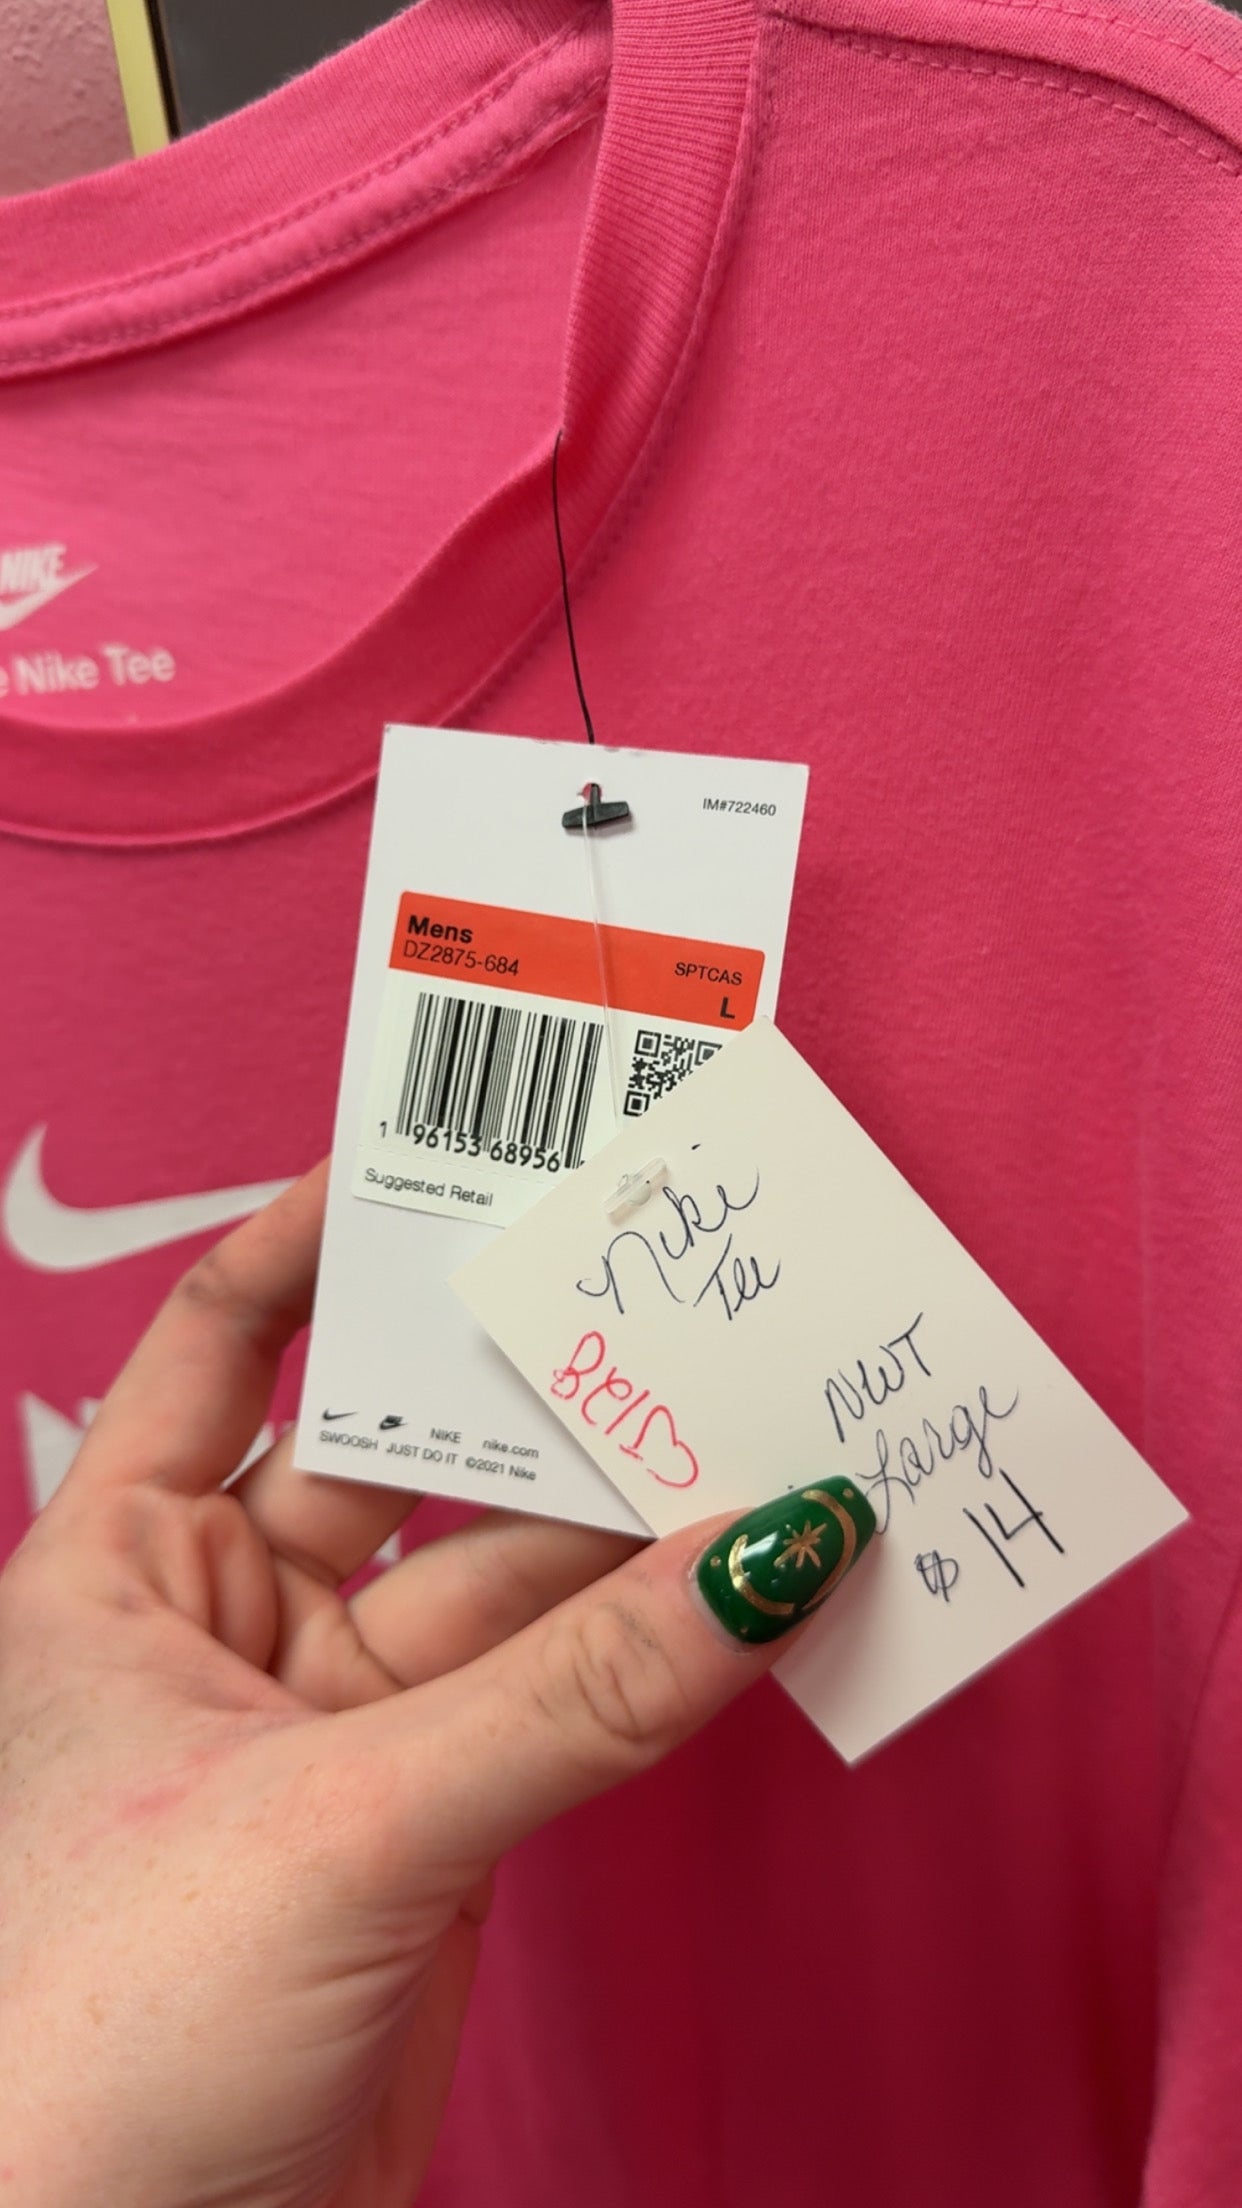 NIKE
Nike Tee
IM#722460
Mens
DZ2875-684
SPTCAS
L
1 96153 68956
Suggested Retail
NIKE nike.com
SWOOSH JUST DO IT ©2021 Nike
Nike
Tee
NWT
Large
$14